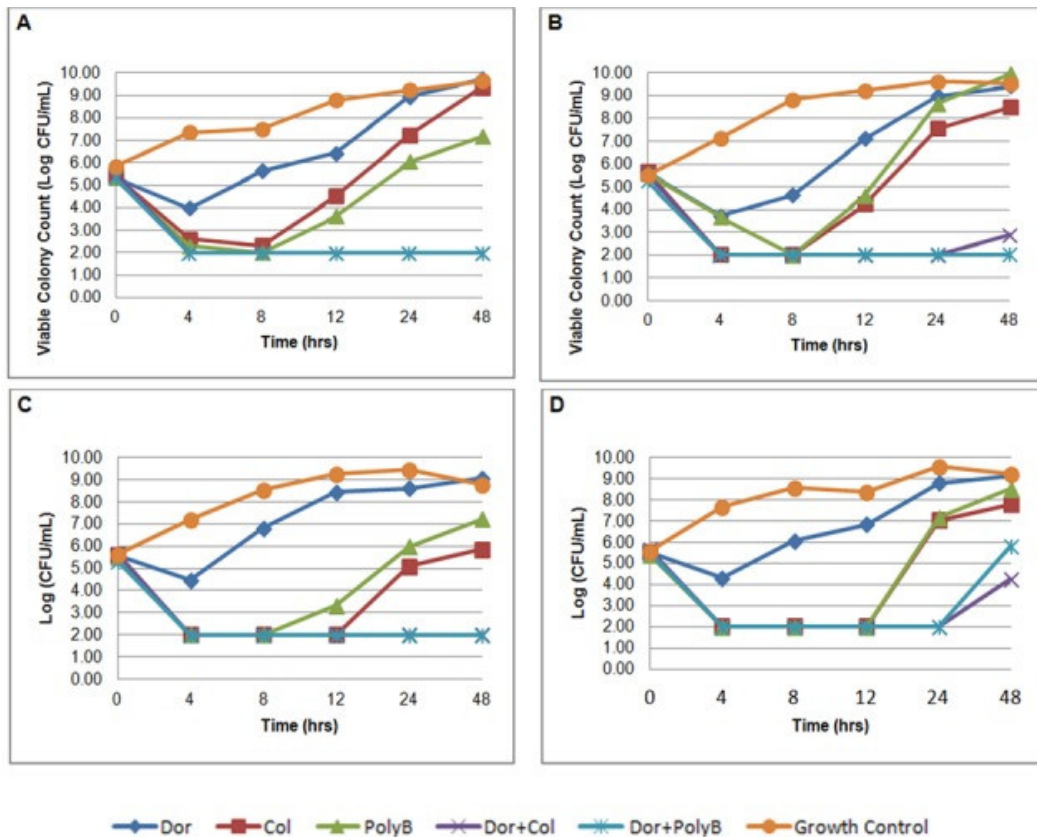 A
Viable Colony Count (Log CFU/mL)
10.00
9.00
8.00
7.00
6.00
5.00
4.00
3.00
2.00
1.00
0.00
0 4 8 12 24 48
Time (hrs)
B
Viable Colony Count (Log CFU/mL)
10.00
9.00
8.00
7.00
6.00
5.00
4.00
3.00
2.00
1.00
0.00
0 4 8 12 24 48
Time (hrs)
C
Log (CFU/mL)
10.00
9.00
8.00
7.00
6.00
5.00
4.00
3.00
2.00
1.00
0.00
0 4 8 12 24 48
Time (hrs)
D
Log (CFU/mL)
10.00
9.00
8.00
7.00
6.00
5.00
4.00
3.00
2.00
1.00
0.00
0 4 8 12 24 48
Time (hrs)
Dor Col PolyB Dor+Col Dor+PolyB Growth Control